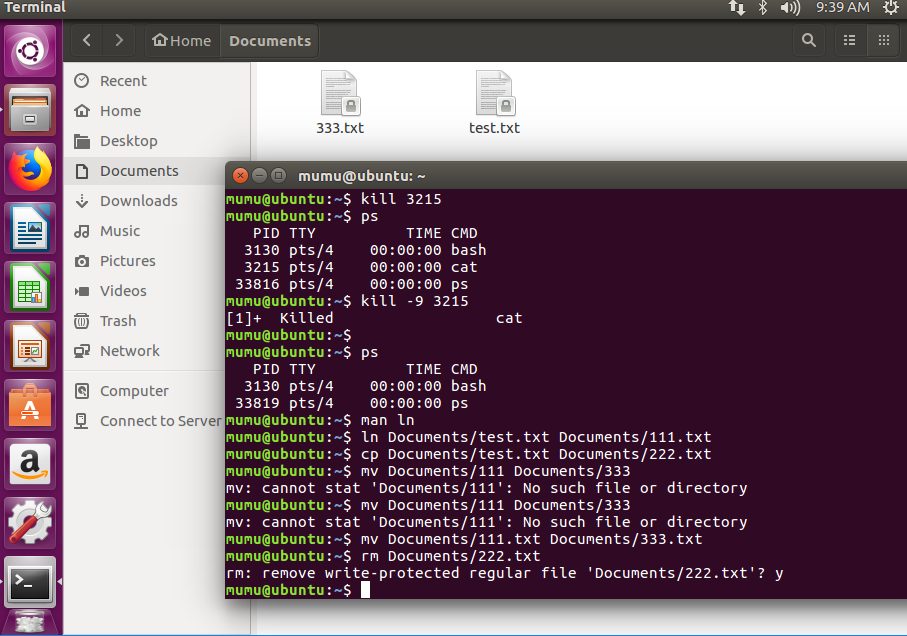 Terminal
9:39 AM
Home
Documents
Recent
Home
Desktop
Documents
Downloads
Music
Pictures
Videos
Trash
Network
Computer
Connect to Server
333.txt
test.txt
mumu@ubuntu: ~
mumu@ubuntu:~$ kill 3215
mumu@ubuntu:~$ ps
   PID TTY          TIME CMD
  3130 pts/4    00:00:00 bash
  3215 pts/4    00:00:00 cat
 33816 pts/4    00:00:00 ps
mumu@ubuntu:~$ kill -9 3215
[1]+  Killed                  cat
mumu@ubuntu:~$
mumu@ubuntu:~$ ps
   PID TTY          TIME CMD
  3130 pts/4    00:00:00 bash
 33819 pts/4    00:00:00 ps
mumu@ubuntu:~$ man ln
mumu@ubuntu:~$ ln Documents/test.txt Documents/111.txt
mumu@ubuntu:~$ cp Documents/test.txt Documents/222.txt
mumu@ubuntu:~$ mv Documents/111 Documents/333
mv: cannot stat 'Documents/111': No such file or directory
mumu@ubuntu:~$ mv Documents/111 Documents/333
mv: cannot stat 'Documents/111': No such file or directory
mumu@ubuntu:~$ mv Documents/111.txt Documents/333.txt
mumu@ubuntu:~$ rm Documents/222.txt
rm: remove write-protected regular file 'Documents/222.txt'? y
mumu@ubuntu:~$